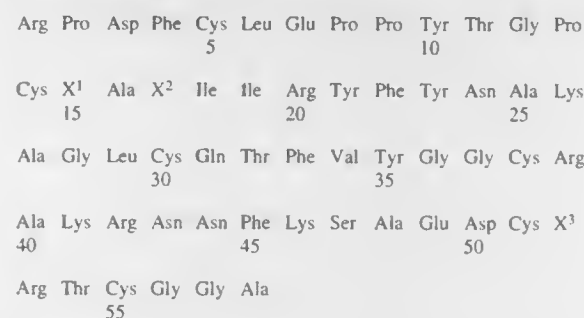 Arg Pro Asp Phe Cys Leu Glu Pro Pro Tyr Thr Gly Pro
5 10
Cys X¹ Ala X² Ile Ile Arg Tyr Phe Tyr Asn Ala Lys
15 20 25
Ala Gly Leu Cys Gln Thr Phe Val Tyr Gly Gly Cys Arg
30 35
Ala Lys Arg Asn Asn Phe Lys Ser Ala Glu Asp Cys X³
40 45 50
Arg Thr Cys Gly Gly Ala
55